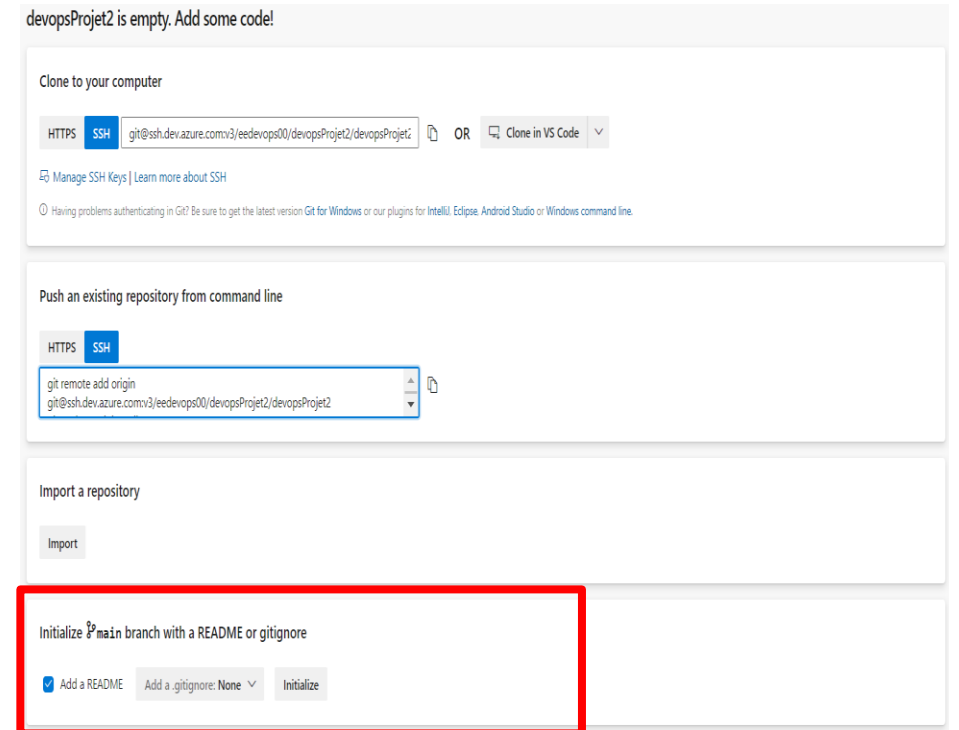 devopsProjet2 is empty. Add some code!
Clone to your computer
HTTPS SSH git@ssh.dev.azure.com:v3/eedevops00/devopsProjet2/devopsProjet2 OR Clone in VS Code
Manage SSH Keys | Learn more about SSH
Having problems authenticating in Git? Be sure to get the latest version Git for Windows or our plugins for IntelliJ, Eclipse, Android Studio or Windows command line.
Push an existing repository from command line
HTTPS SSH
git remote add origin
git@ssh.dev.azure.com:v3/eedevops00/devopsProjet2/devopsProjet2
Import a repository
Import
Initialize main branch with a README or gitignore
Add a README Add a .gitignore: None Initialize